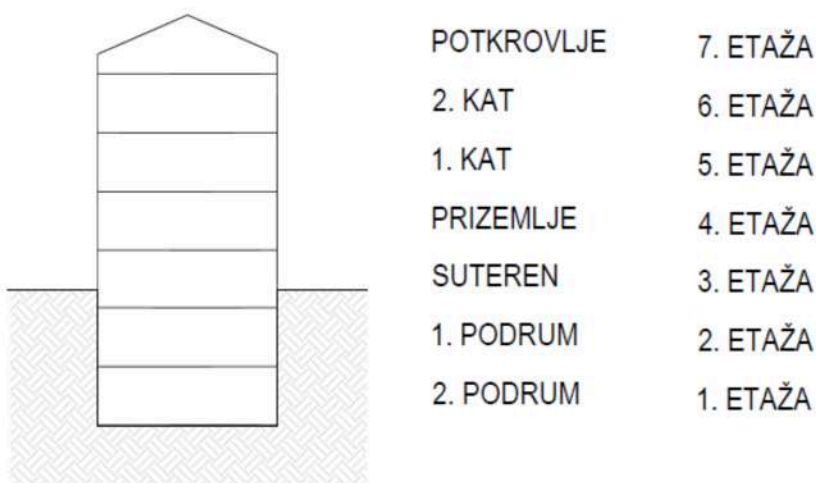 POTKROVLJE 7. ETAŽA
2. KAT 6. ETAŽA
1. KAT 5. ETAŽA
PRIZEMLJE 4. ETAŽA
SUTEREN 3. ETAŽA
1. PODRUM 2. ETAŽA
2. PODRUM 1. ETAŽA